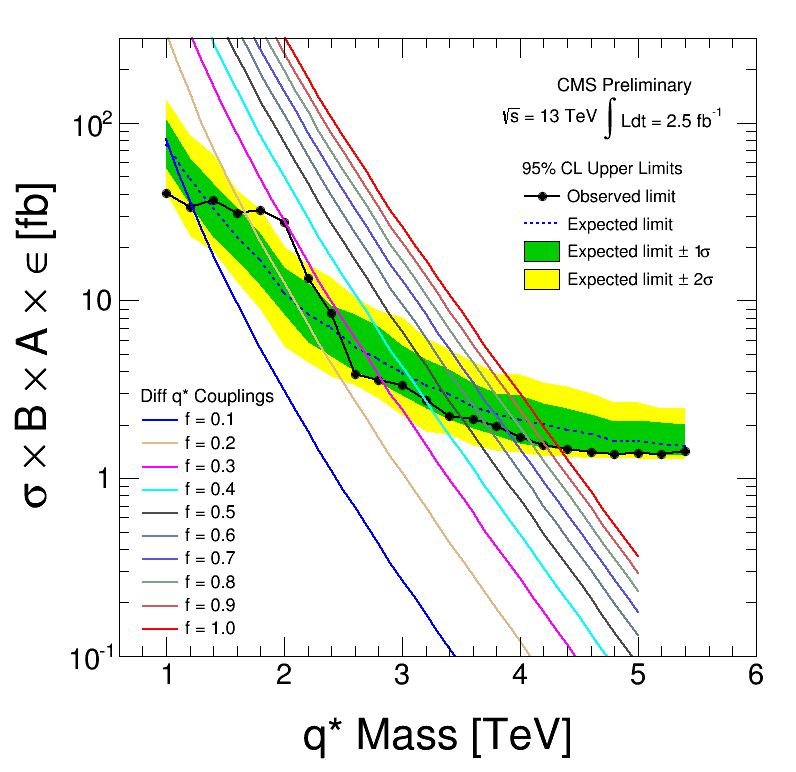 σ × B × A × ∈ [fb]
10²
10
1
10⁻¹
CMS Preliminary
√s = 13 TeV ∫ Ldt = 2.5 fb⁻¹
95% CL Upper Limits
Observed limit
Expected limit
Expected limit ± 1σ
Expected limit ± 2σ
Diff q* Couplings
f = 0.1
f = 0.2
f = 0.3
f = 0.4
f = 0.5
f = 0.6
f = 0.7
f = 0.8
f = 0.9
f = 1.0
1 2 3 4 5 6
q* Mass [TeV]